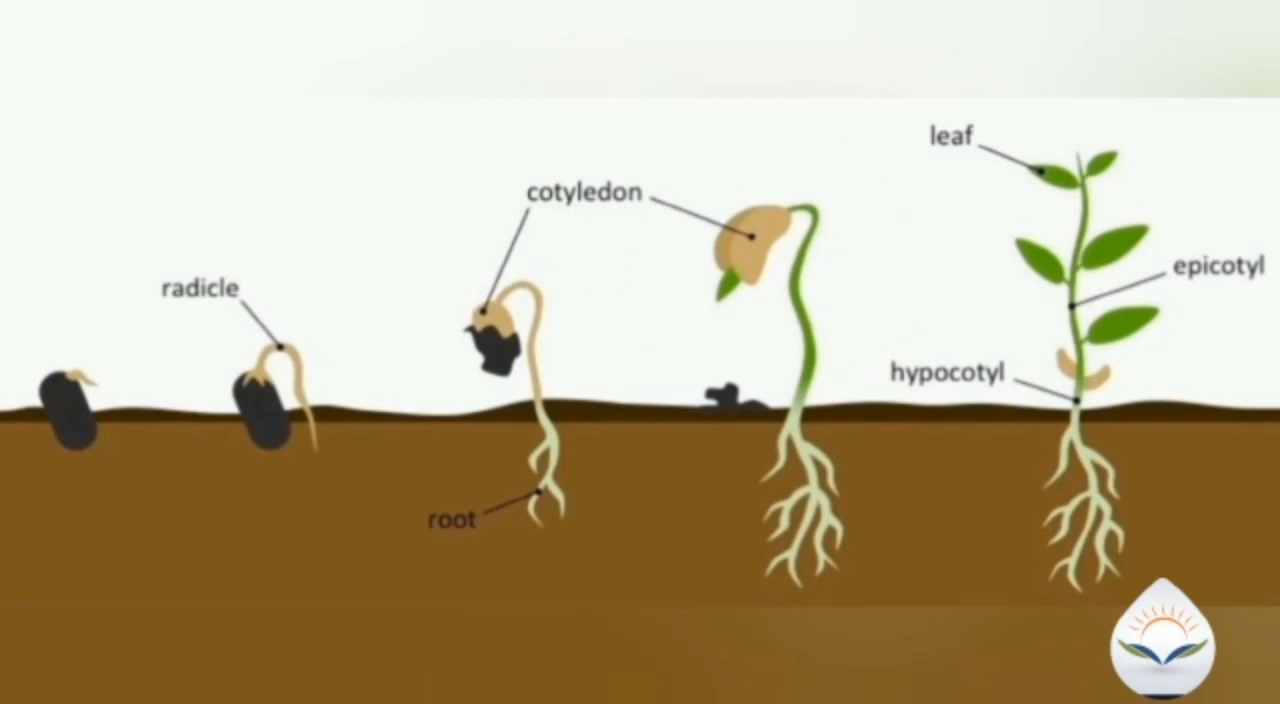 leaf
cotyledon
epicotyl
radicle
hypocotyl
root